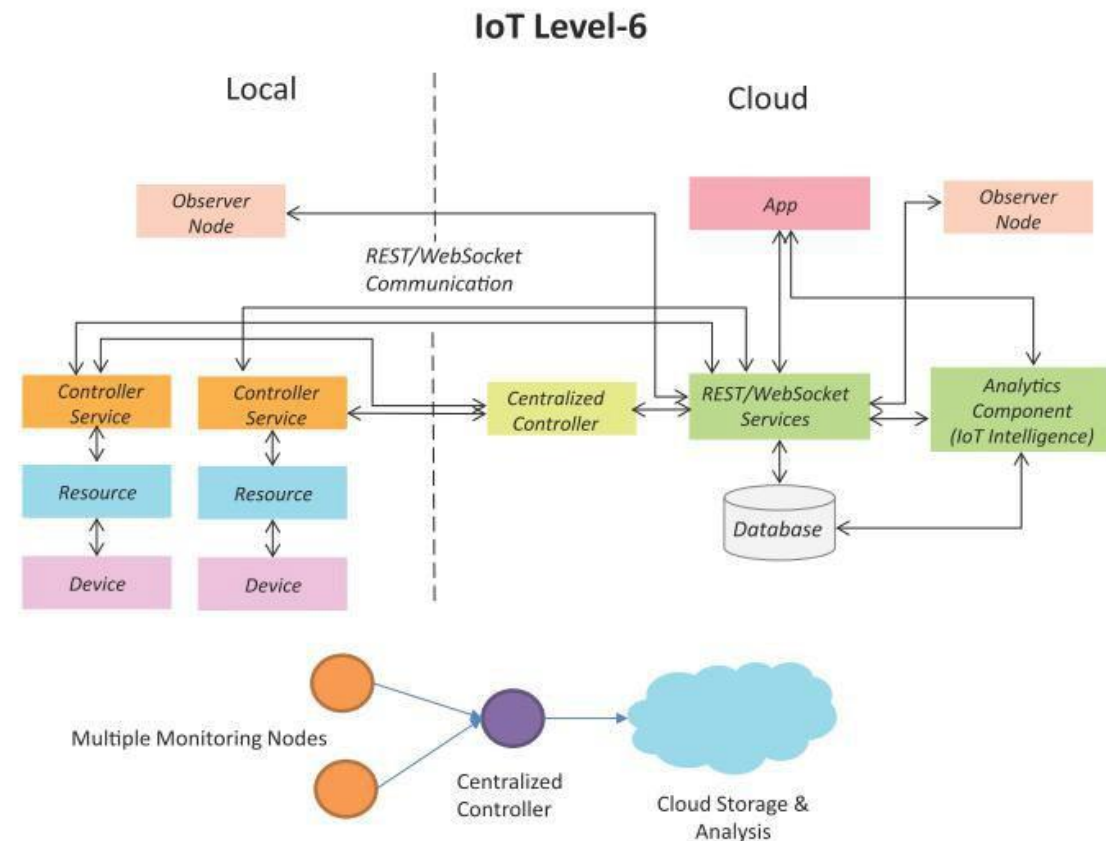 IoT Level-6
Local
Cloud
Observer
Node
App
Observer
Node
REST/WebSocket
Communication
Controller
Service
Controller
Service
Centralized
Controller
REST/WebSocket
Services
Analytics
Component
(IoT Intelligence)
Resource
Resource
Database
Device
Device
Multiple Monitoring Nodes
Centralized
Controller
Cloud Storage &
Analysis